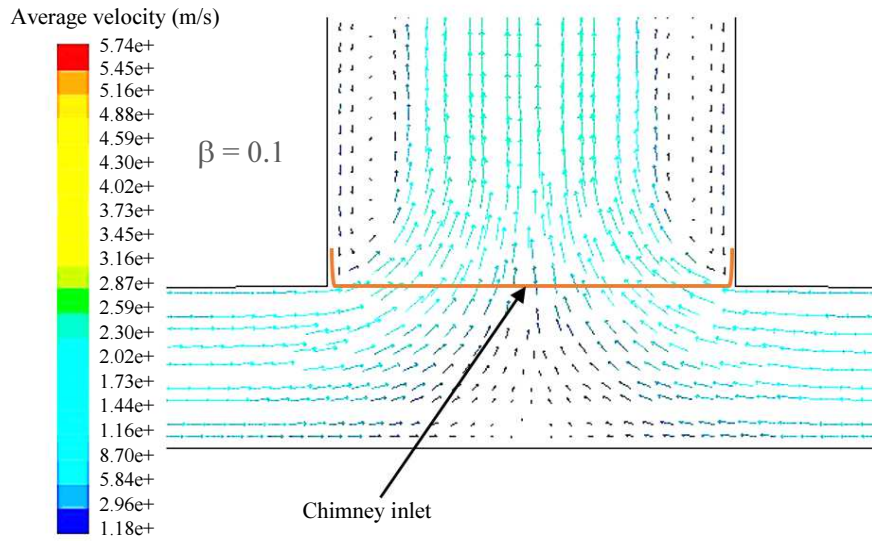 Average velocity (m/s)
5.74e+
5.45e+
5.16e+
4.88e+
4.59e+
4.30e+
4.02e+
3.73e+
3.45e+
3.16e+
2.87e+
2.59e+
2.30e+
2.02e+
1.73e+
1.44e+
1.16e+
8.70e+
5.84e+
2.96e+
1.18e+
β = 0.1
Chimney inlet